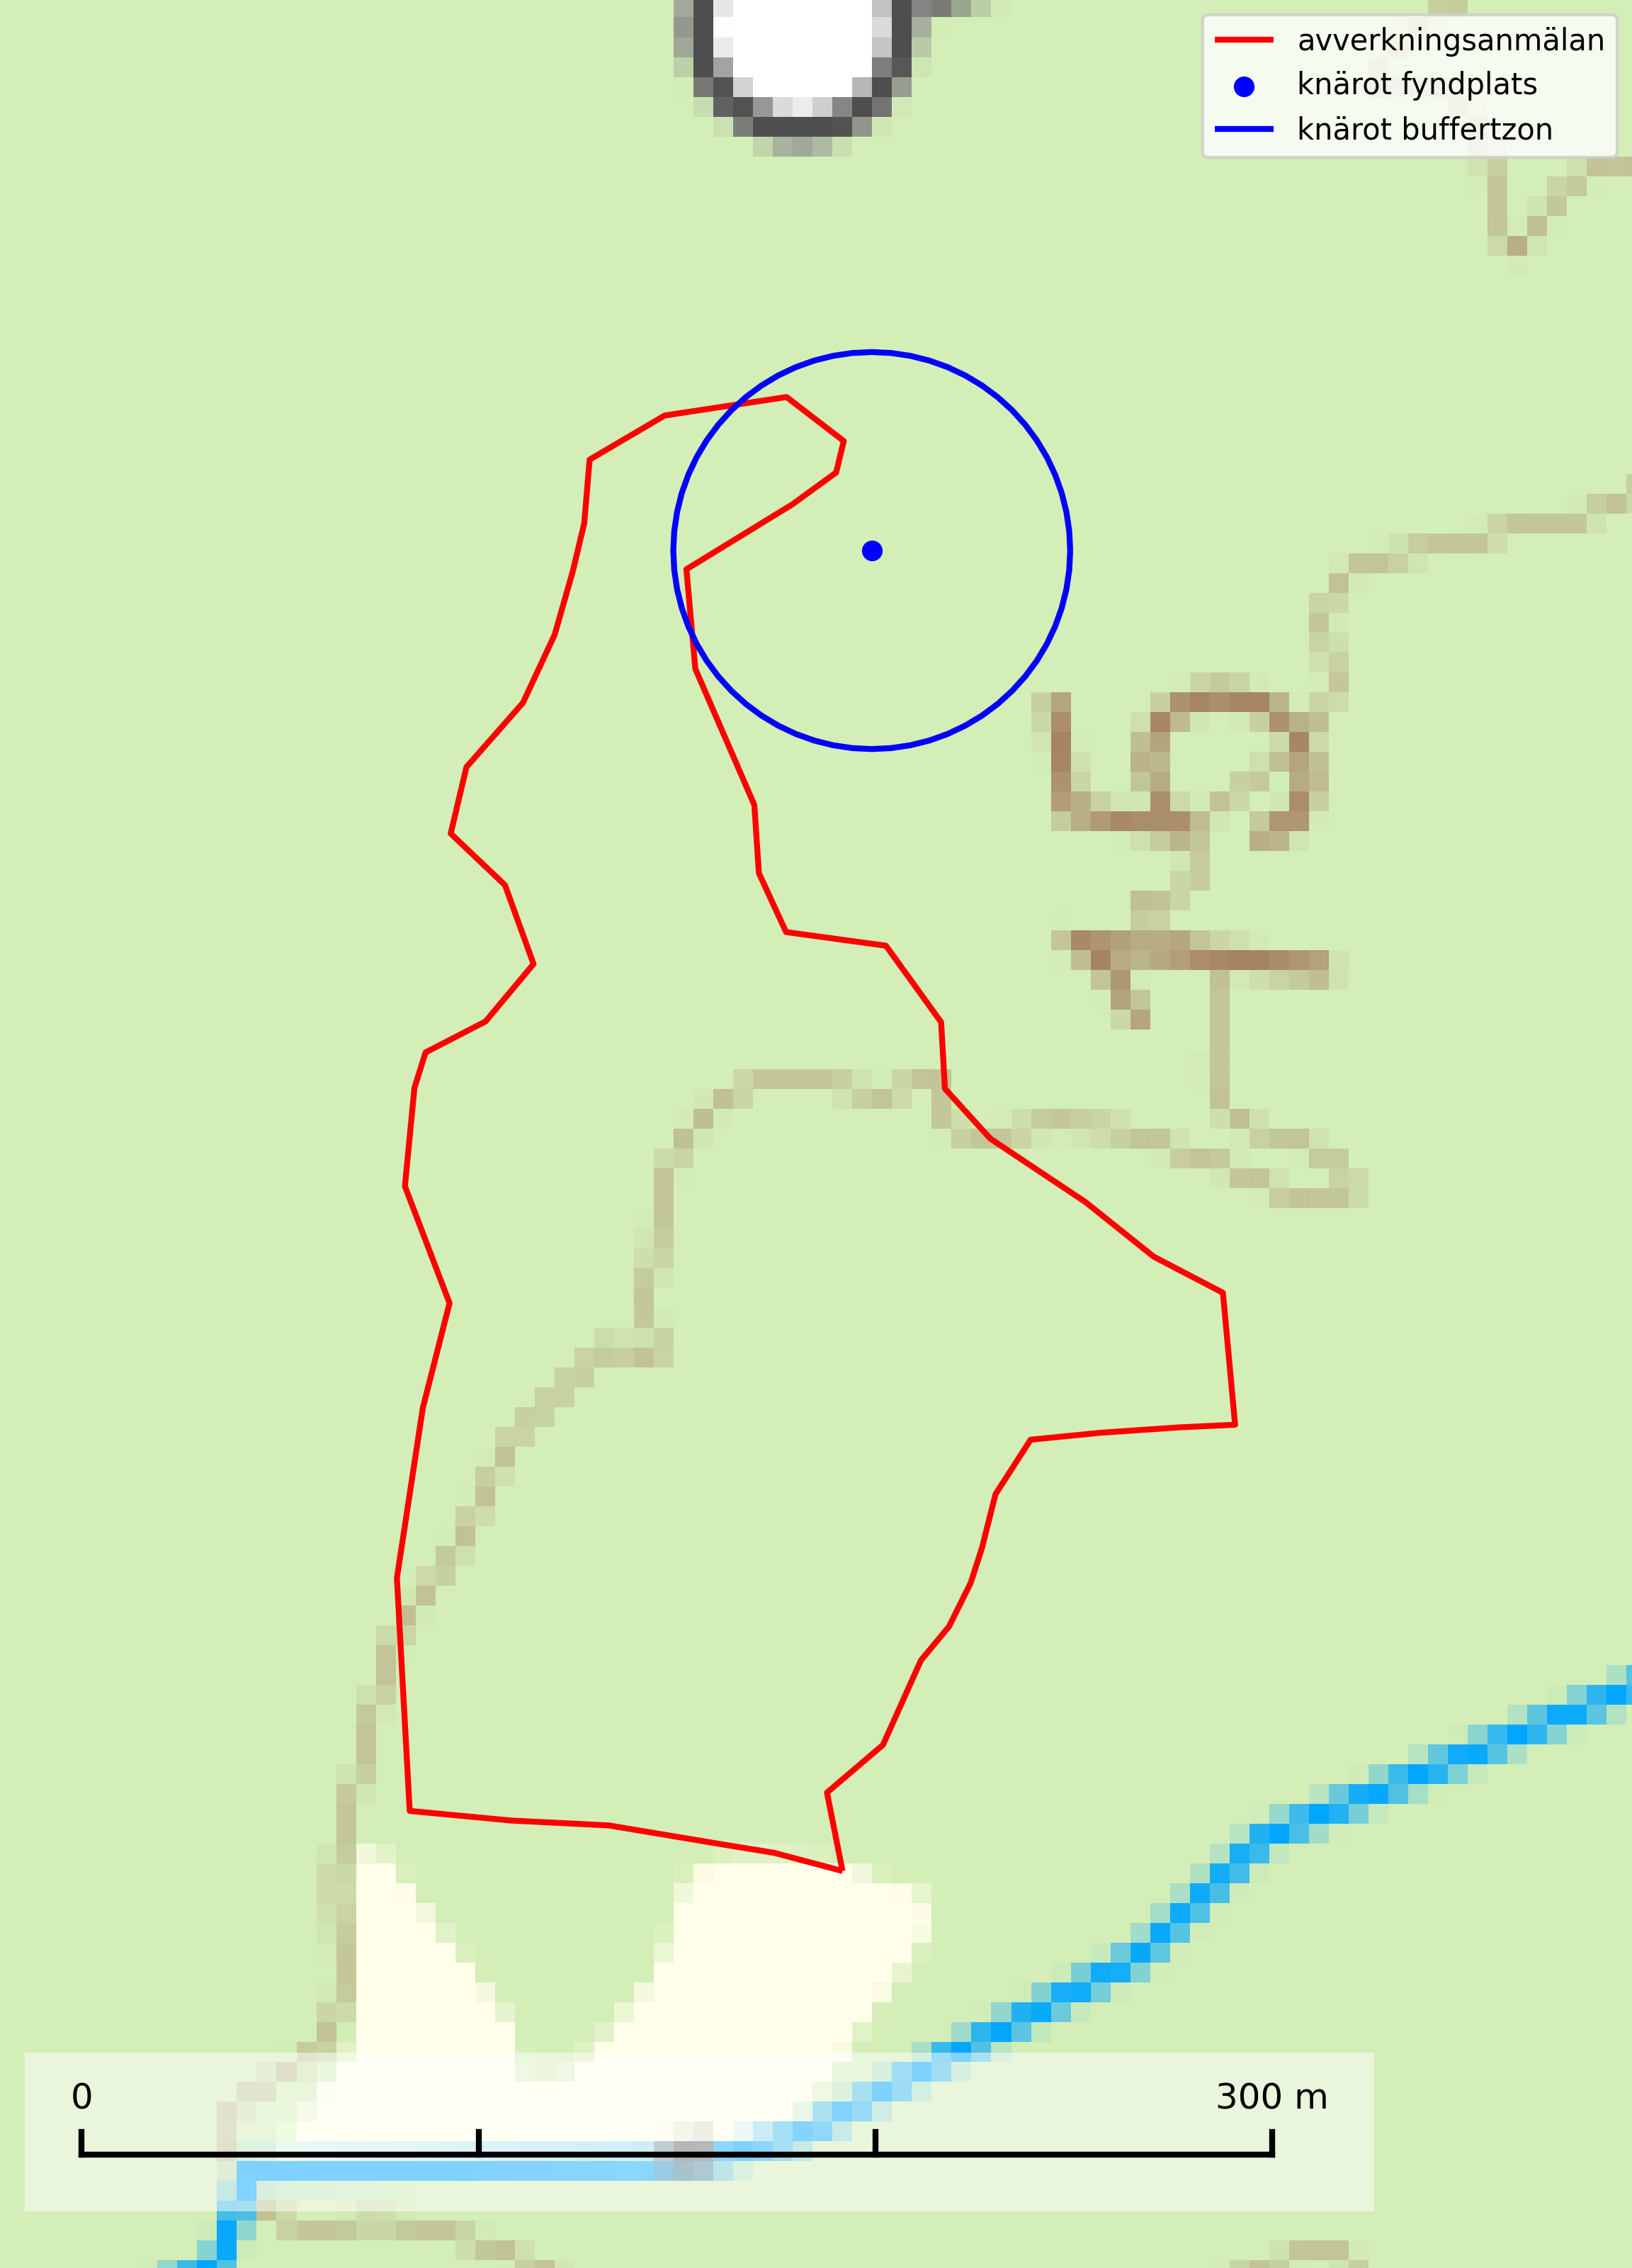 avverkningsanmälan
knärot fyndplats
knärot buffertzon
0
300 m